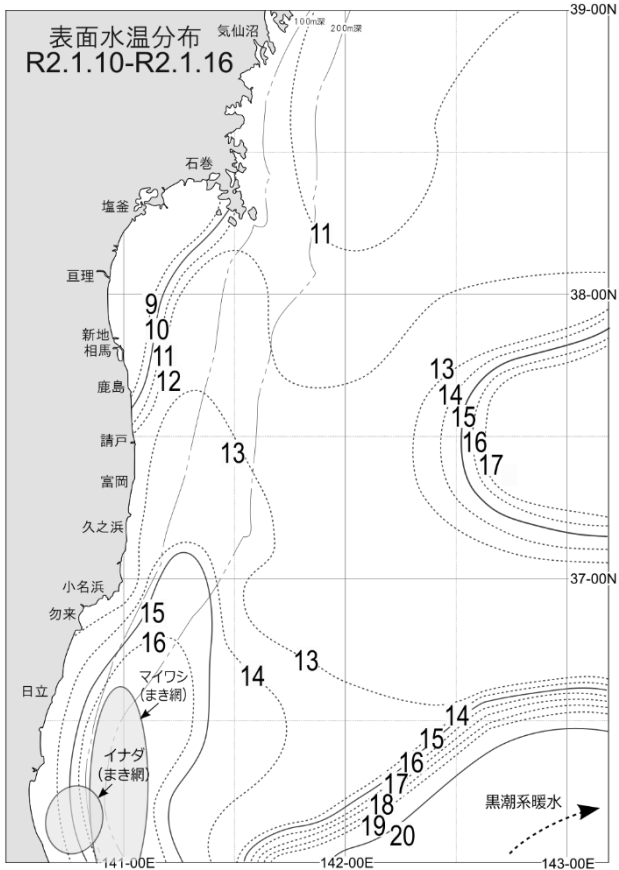 表面水温分布
R2.1.10-R2.1.16
気仙沼
100m深
200m深
39-00N
石巻
塩釜
11
亘理
38-00N
9
10
新地
11
相馬
12
鹿島
13
14
15
16
17
請戸
13
富岡
久之浜
37-00N
小名浜
勿来
15
16
13
14
マイワシ
(まき網)
日立
14
15
イナダ
(まき網)
16
17
18
19
20
黒潮系暖水
141-00E
142-00E
143-00E